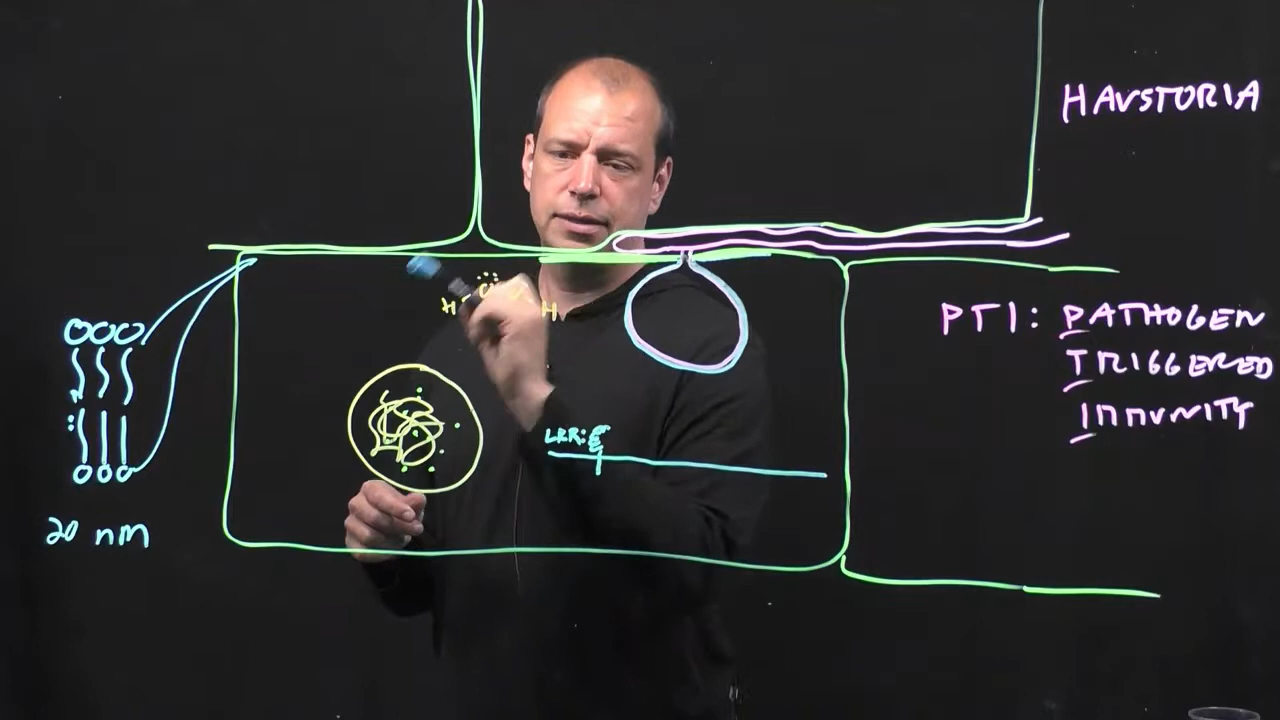 HAUSTORIA
PTI: PATHOGEN
TRIGGERED
IMMUNITY
LRR:
20 nm
H
H